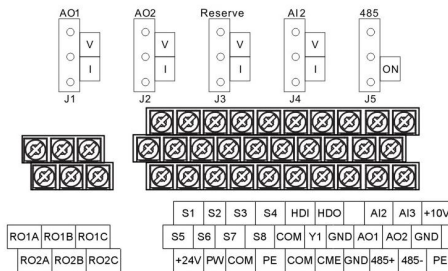 AO1 AO2 Reserve AI2 485
V V V V
I I I I ON
J1 J2 J3 J4 J5
S1 S2 S3 S4 HDI HDO AI2 AI3 +10V
RO1A RO1B RO1C S5 S6 S7 S8 COM Y1 GND AO1 AO2 GND
RO2A RO2B RO2C +24V PW COM PE COM CME GND 485+ 485- PE